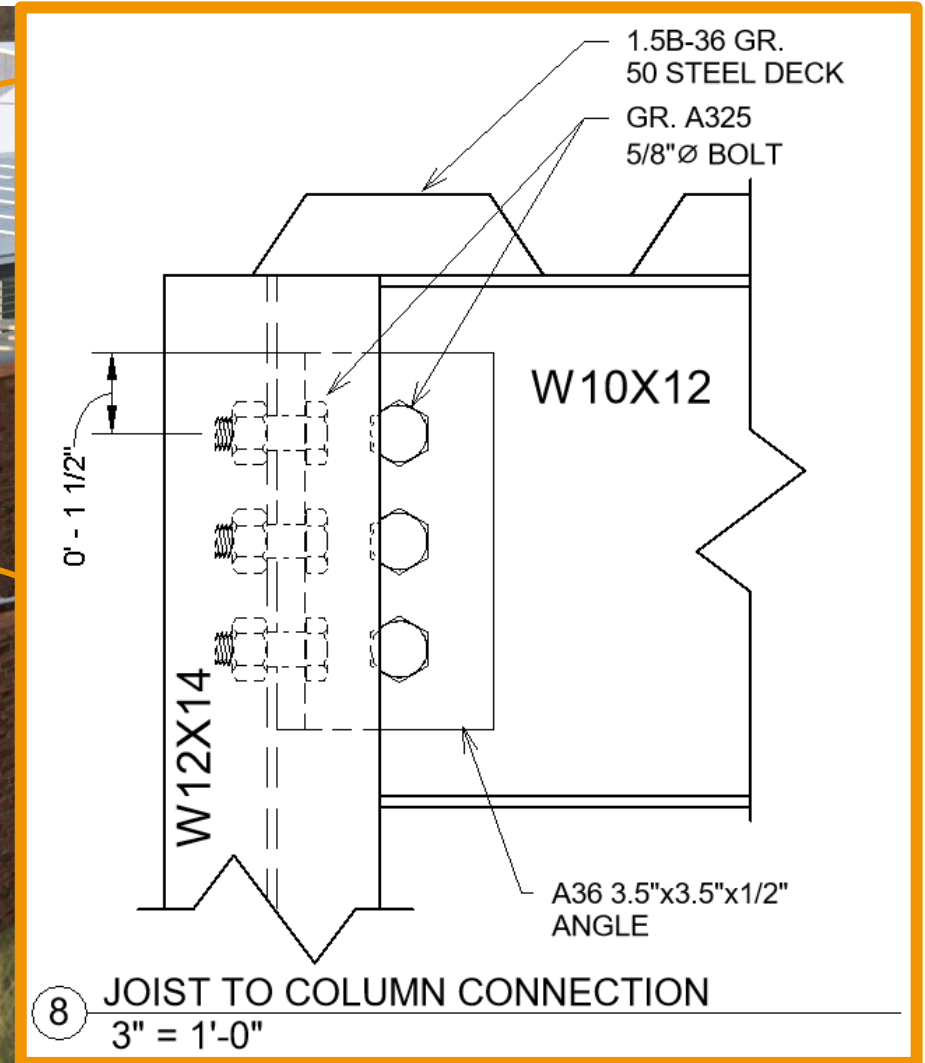 1.5B-36 GR.
50 STEEL DECK
GR. A325
5/8"Ø BOLT
W10X12
0' - 1 1/2"
W12X14
A36 3.5"x3.5"x1/2"
ANGLE
8 JOIST TO COLUMN CONNECTION
3" = 1'-0"